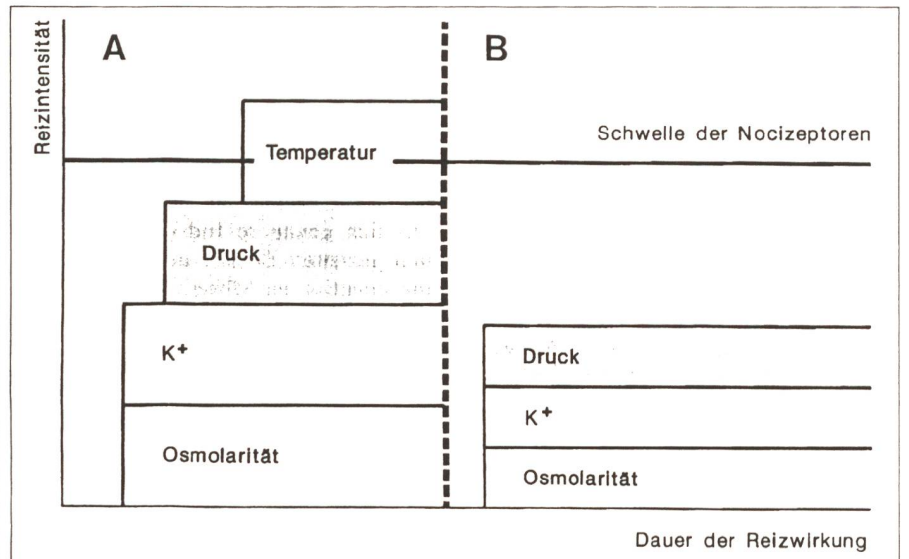 A
B
Reizintensität
Schwelle der Nocizeptoren
Temperatur
Druck
K+
Osmolarität
Druck
K+
Osmolarität
Dauer der Reizwirkung